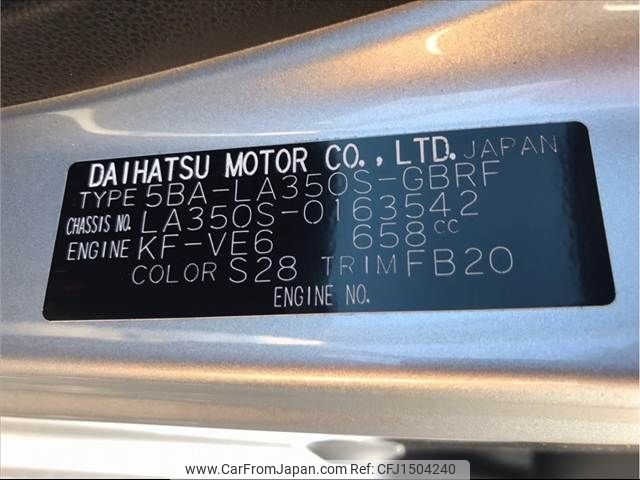 DAIHATSU MOTOR CO., LTD. JAPAN
TYPE 5BA-LA350S-GBRF
CHASSIS NO. LA350S-0163542
ENGINE KF-VE6 658cc
COLOR S28 TRIM FB20
ENGINE NO.
www.CarFromJapan.com CFJ1504240